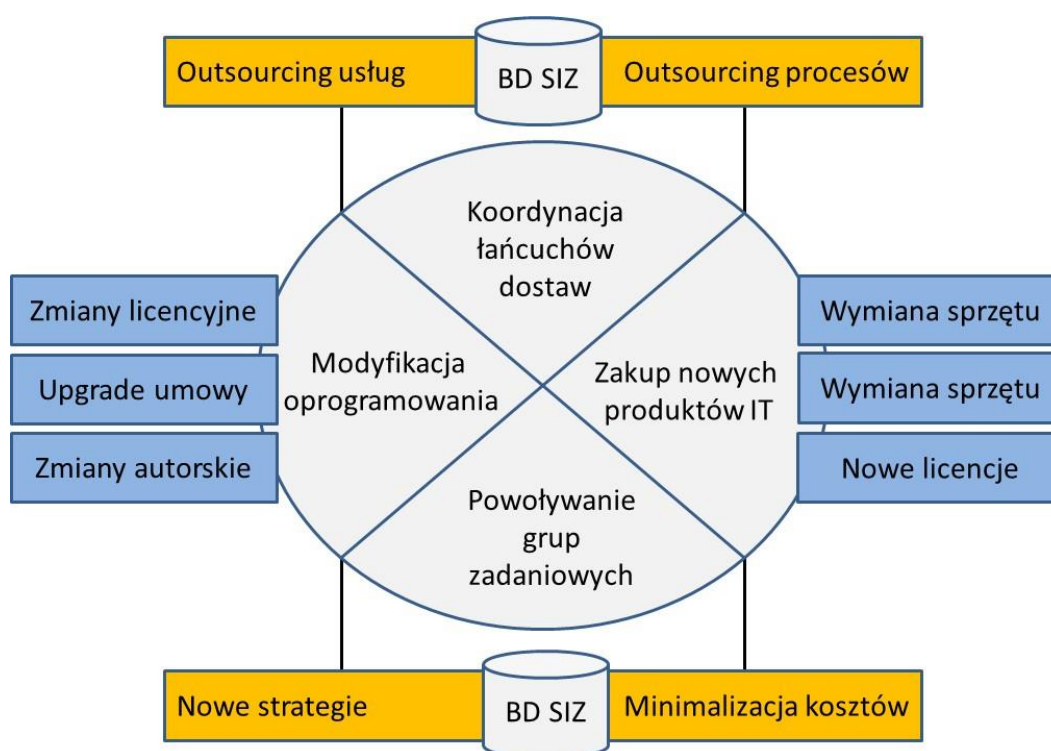 Outsourcing usług
BD SIZ
Outsourcing procesów
Koordynacja
łańcuchów
dostaw
Zmiany licencyjne
Upgrade umowy
Zmiany autorskie
Modyfikacja
oprogramowania
Zakup nowych
produktów IT
Wymiana sprzętu
Wymiana sprzętu
Nowe licencje
Powoływanie
grup
zadaniowych
Nowe strategie
BD SIZ
Minimalizacja kosztów